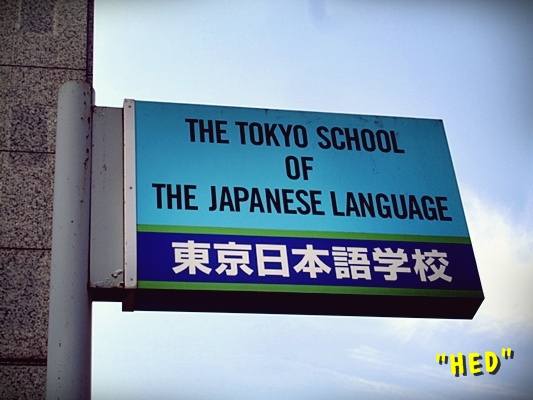 THE TOKYO SCHOOL
OF
THE JAPANESE LANGUAGE
東京日本語学校
"HED"